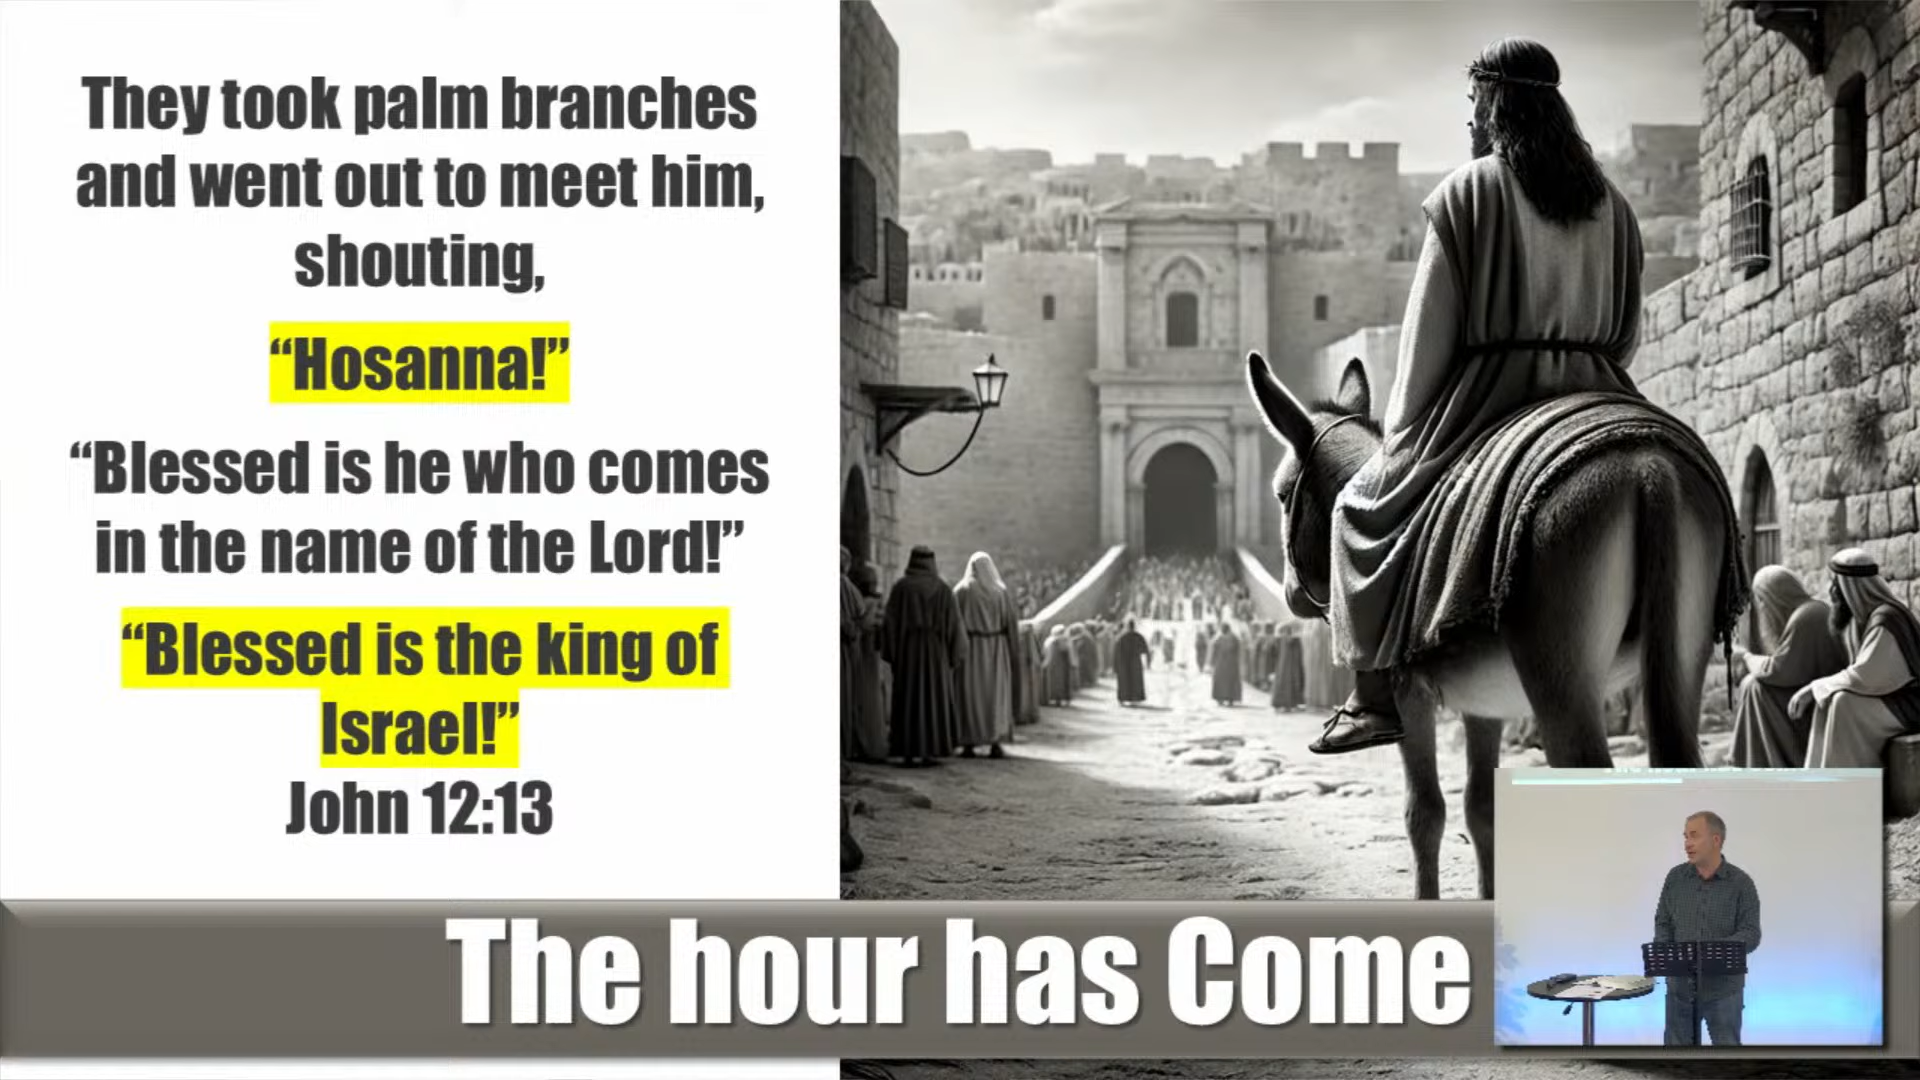 They took palm branches
and went out to meet him,
shouting,
“Hosanna!”
“Blessed is he who comes
in the name of the Lord!”
“Blessed is the king of
Israel!”
John 12:13
The hour has Come